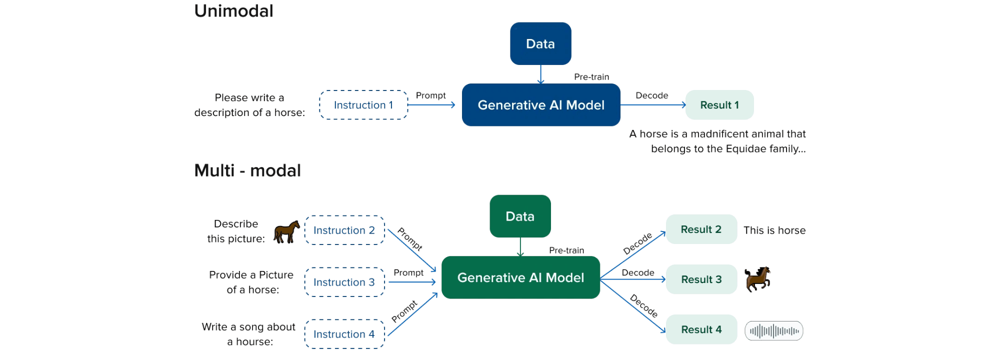 Unimodal
Data
Pre-train
Please write a
description of a horse:
Instruction 1
Prompt
Generative AI Model
Decode
Result 1
A horse is a madnificent animal that
belongs to the Equidae family...
Multi - modal
Data
Pre-train
Describe
this picture:
Instruction 2
Prompt
Decode
Result 2
This is horse
Provide a Picture
of a horse:
Instruction 3
Prompt
Generative AI Model
Decode
Result 3
Write a song about
a hourse:
Instruction 4
Prompt
Decode
Result 4